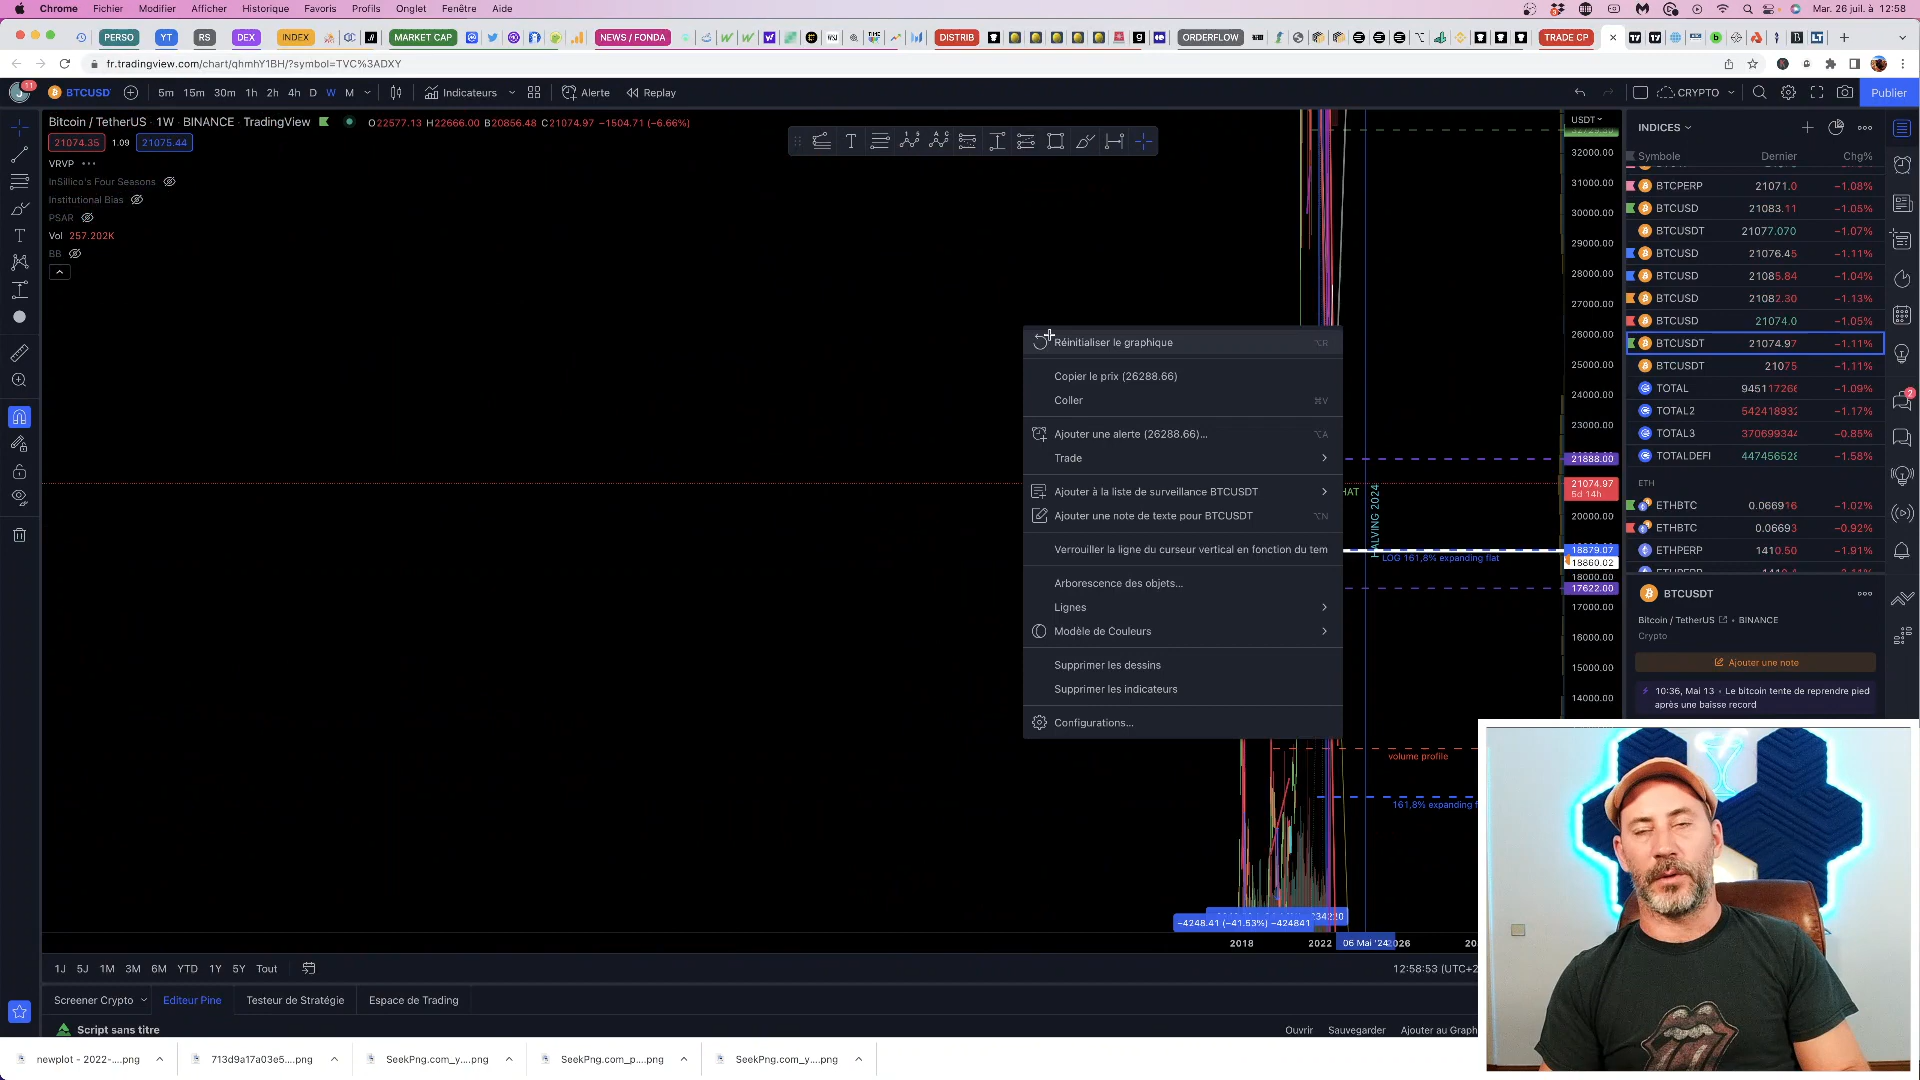 Chrome Fichier Modifier Afficher Historique Favoris Profils Onglet Fenêtre Aide
Mar. 26 juil. à 12:58
PERSO YT RS DEX INDEX MARKET CAP NEWS / FONDA DISTRIB ORDERFLOW TRADE CP
fr.tradingview.com/chart/qhmhY1BH/?symbol=TVC%3ADXY
11
BTCUSD 5m 15m 30m 1h 2h 4h D W M Indicateurs Alerte Replay CRYPTO Publier
Bitcoin / TetherUS · 1W · BINANCE · TradingView O22577.13 H22666.00 B20856.48 C21074.97 −1504.71 (−6.66%)
21074.35 1.09 21075.44
VRVP
InSillico's Four Seasons
Institutional Bias
PSAR
Vol 257.202K
BB
Réinitialiser le graphique ⌥R
Copier le prix (26288.66)
Coller ⌘V
Ajouter une alerte (26288.66)... ⌥A
Trade
Ajouter à la liste de surveillance BTCUSDT
Ajouter une note de texte pour BTCUSDT ⌥N
Verrouiller la ligne du curseur vertical en fonction du tem
Arborescence des objets...
Lignes
Modèle de Couleurs
Supprimer les dessins
Supprimer les indicateurs
Configurations...
HALVING 2024
LOG 161,8% expanding flat
volume profile
161,8% expanding f
−4248.41 (−41.53%) −424841
2018 2022 06 Mai '24 2026 20
USDT
32000.00
31000.00
30000.00
29000.00
28000.00
27000.00
26000.00
25000.00
24000.00
23000.00
21888.00
21074.97
5d 14h
20000.00
18879.07
18860.02
18000.00
17622.00
17000.00
16000.00
15000.00
14000.00
INDICES
Symbole Dernier Chg%
BTCPERP 21071.0 −1.08%
BTCUSD 21083.11 −1.05%
BTCUSDT 21077.070 −1.07%
BTCUSD 21076.45 −1.11%
BTCUSD 21085.84 −1.04%
BTCUSD 21082.30 −1.13%
BTCUSD 21074.0 −1.05%
BTCUSDT 21074.97 −1.11%
BTCUSDT 21075 −1.11%
TOTAL 945117266 −1.09%
TOTAL2 542418932 −1.17%
TOTAL3 370699344 −0.85%
TOTALDEFI 447456528 −1.58%
ETH
ETHBTC 0.066916 −1.02%
ETHBTC 0.06693 −0.92%
ETHPERP 1410.50 −1.91%
BTCUSDT
Bitcoin / TetherUS • BINANCE
Crypto
Ajouter une note
10:36, Mai 13 • Le bitcoin tente de reprendre pied
après une baisse record
2
1J 5J 1M 3M 6M YTD 1Y 5Y Tout
12:58:53 (UTC+2
Screener Crypto Editeur Pine Testeur de Stratégie Espace de Trading
Script sans titre
Ouvrir Sauvegarder Ajouter au Graph
newplot - 2022-....png 713d9a17a03e5....png SeekPng.com_y....png SeekPng.com_p....png SeekPng.com_y....png